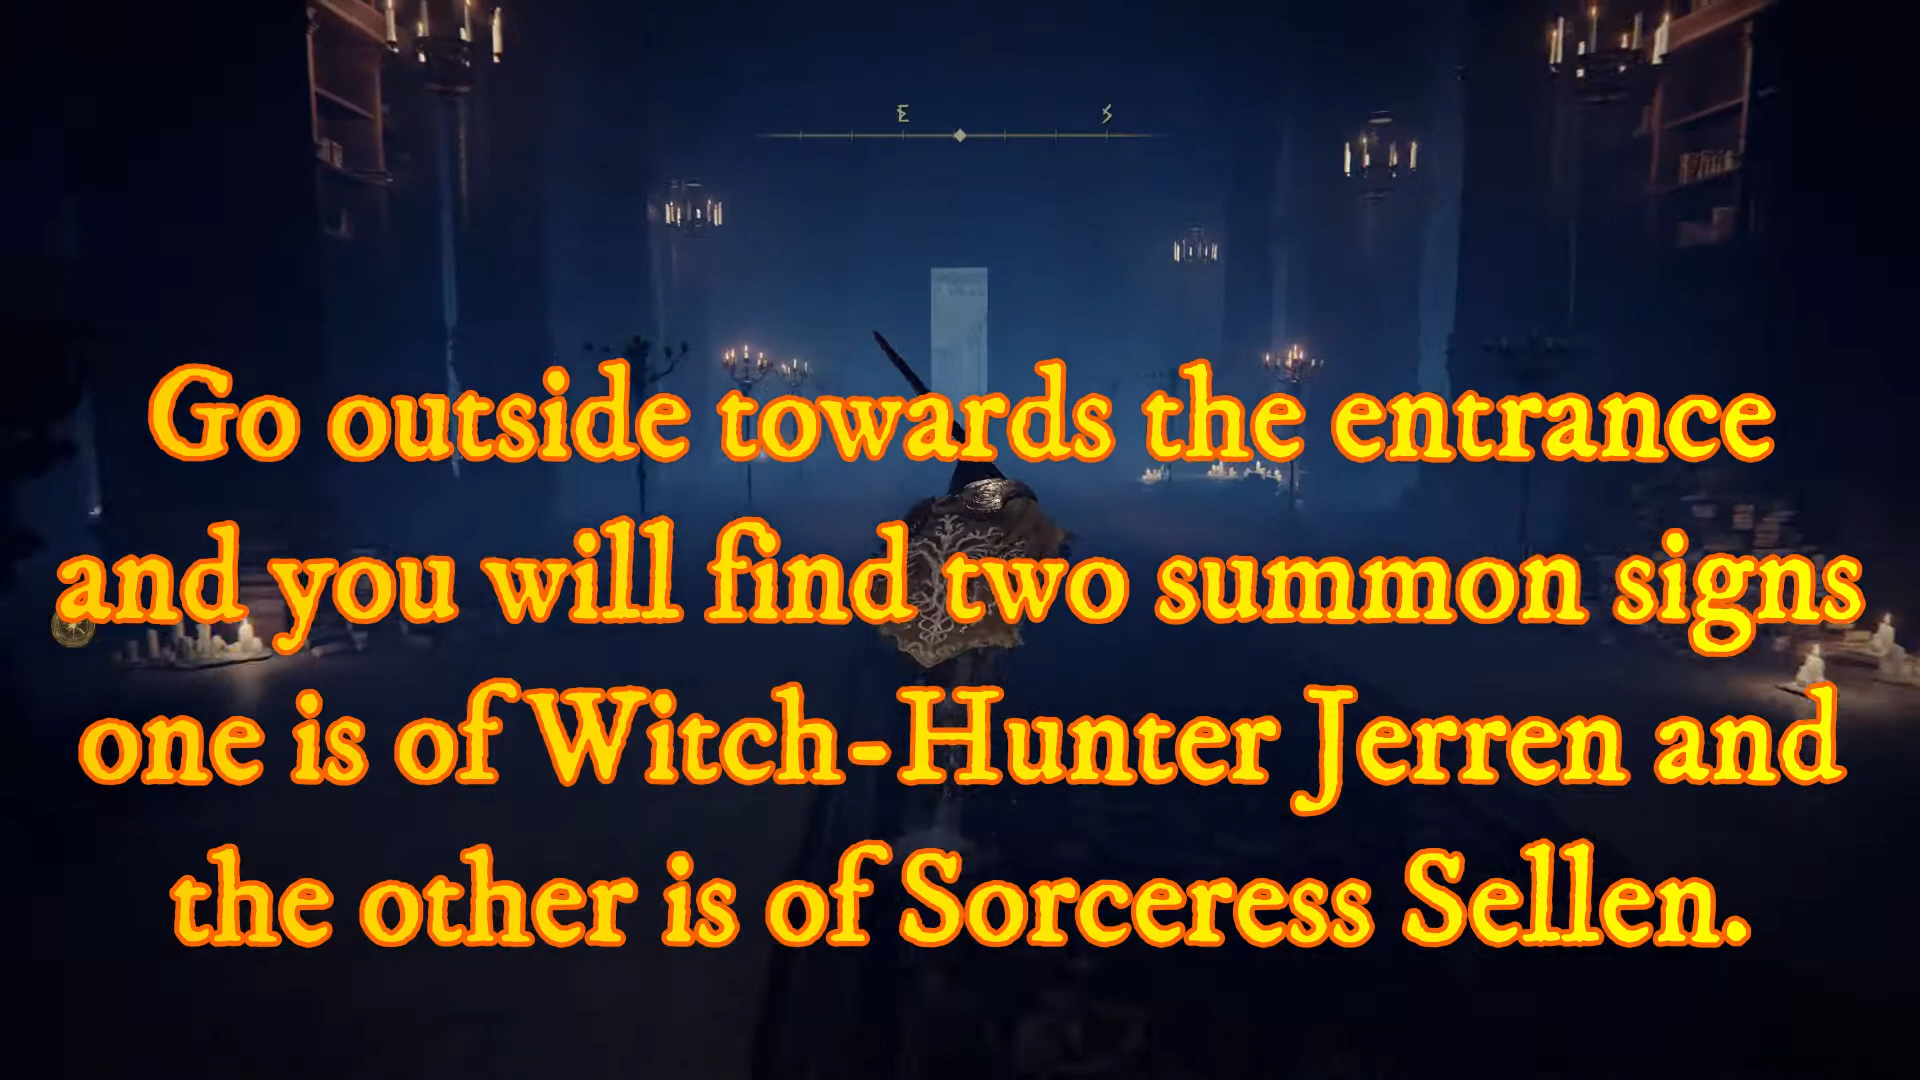 E S
Go outside towards the entrance
and you will find two summon signs
one is of Witch-Hunter Jerren and
the other is of Sorceress Sellen.